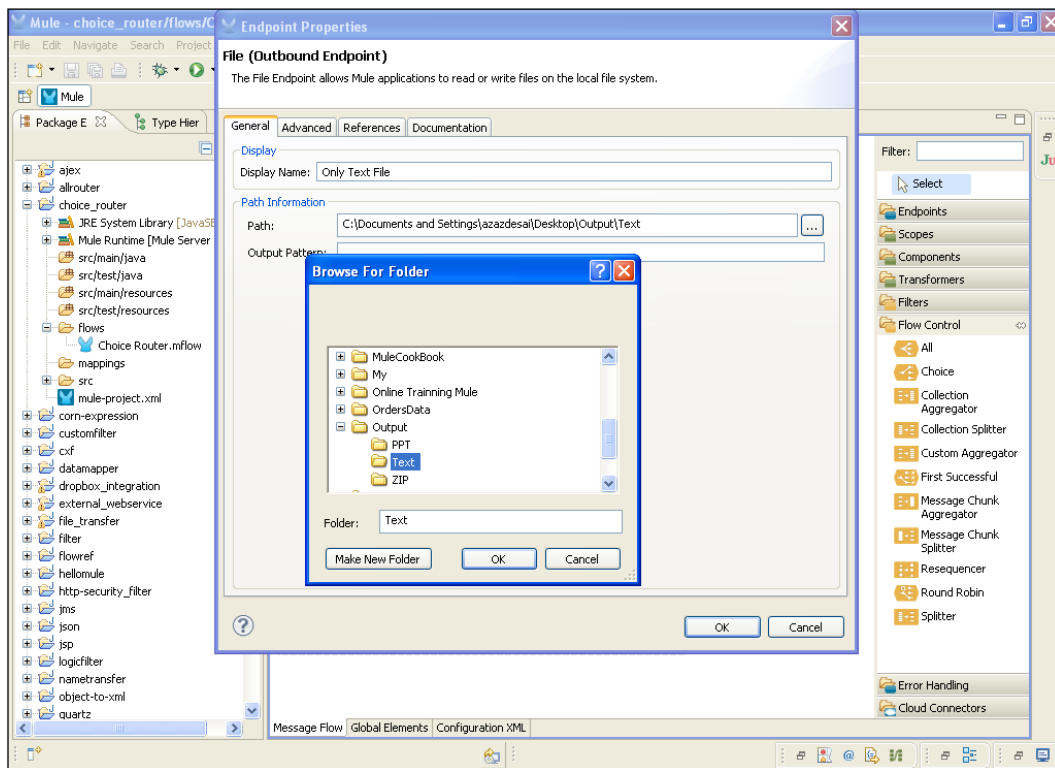 Mule - choice_router/flows/C
File Edit Navigate Search Project
Mule
Package E
Type Hier
ajex
allrouter
choice_router
JRE System Library [JavaSE
Mule Runtime [Mule Server
src/main/java
src/test/java
src/main/resources
src/test/resources
flows
Choice Router.mflow
mappings
src
mule-project.xml
corn-expression
customfilter
cxf
datamapper
dropbox_integration
external_webservice
file_transfer
filter
flowref
hellomule
http-security_filter
jms
json
jsp
logicfilter
nametransfer
object-to-xml
quartz
Endpoint Properties
File (Outbound Endpoint)
The File Endpoint allows Mule applications to read or write files on the local file system.
General Advanced References Documentation
Display
Display Name: Only Text File
Path Information
Path: C:\Documents and Settings\azazdesai\Desktop\Output\Text ...
Output Pattern:
Browse For Folder
MuleCookBook
My
Online Trainning Mule
OrdersData
Output
PPT
Text
ZIP
Folder: Text
Make New Folder OK Cancel
OK Cancel
Message Flow Global Elements Configuration XML
Filter:
Select
Endpoints
Scopes
Components
Transformers
Filters
Flow Control
All
Choice
Collection
Aggregator
Collection Splitter
Custom Aggregator
First Successful
Message Chunk
Aggregator
Message Chunk
Splitter
Resequencer
Round Robin
Splitter
Error Handling
Cloud Connectors
Ju